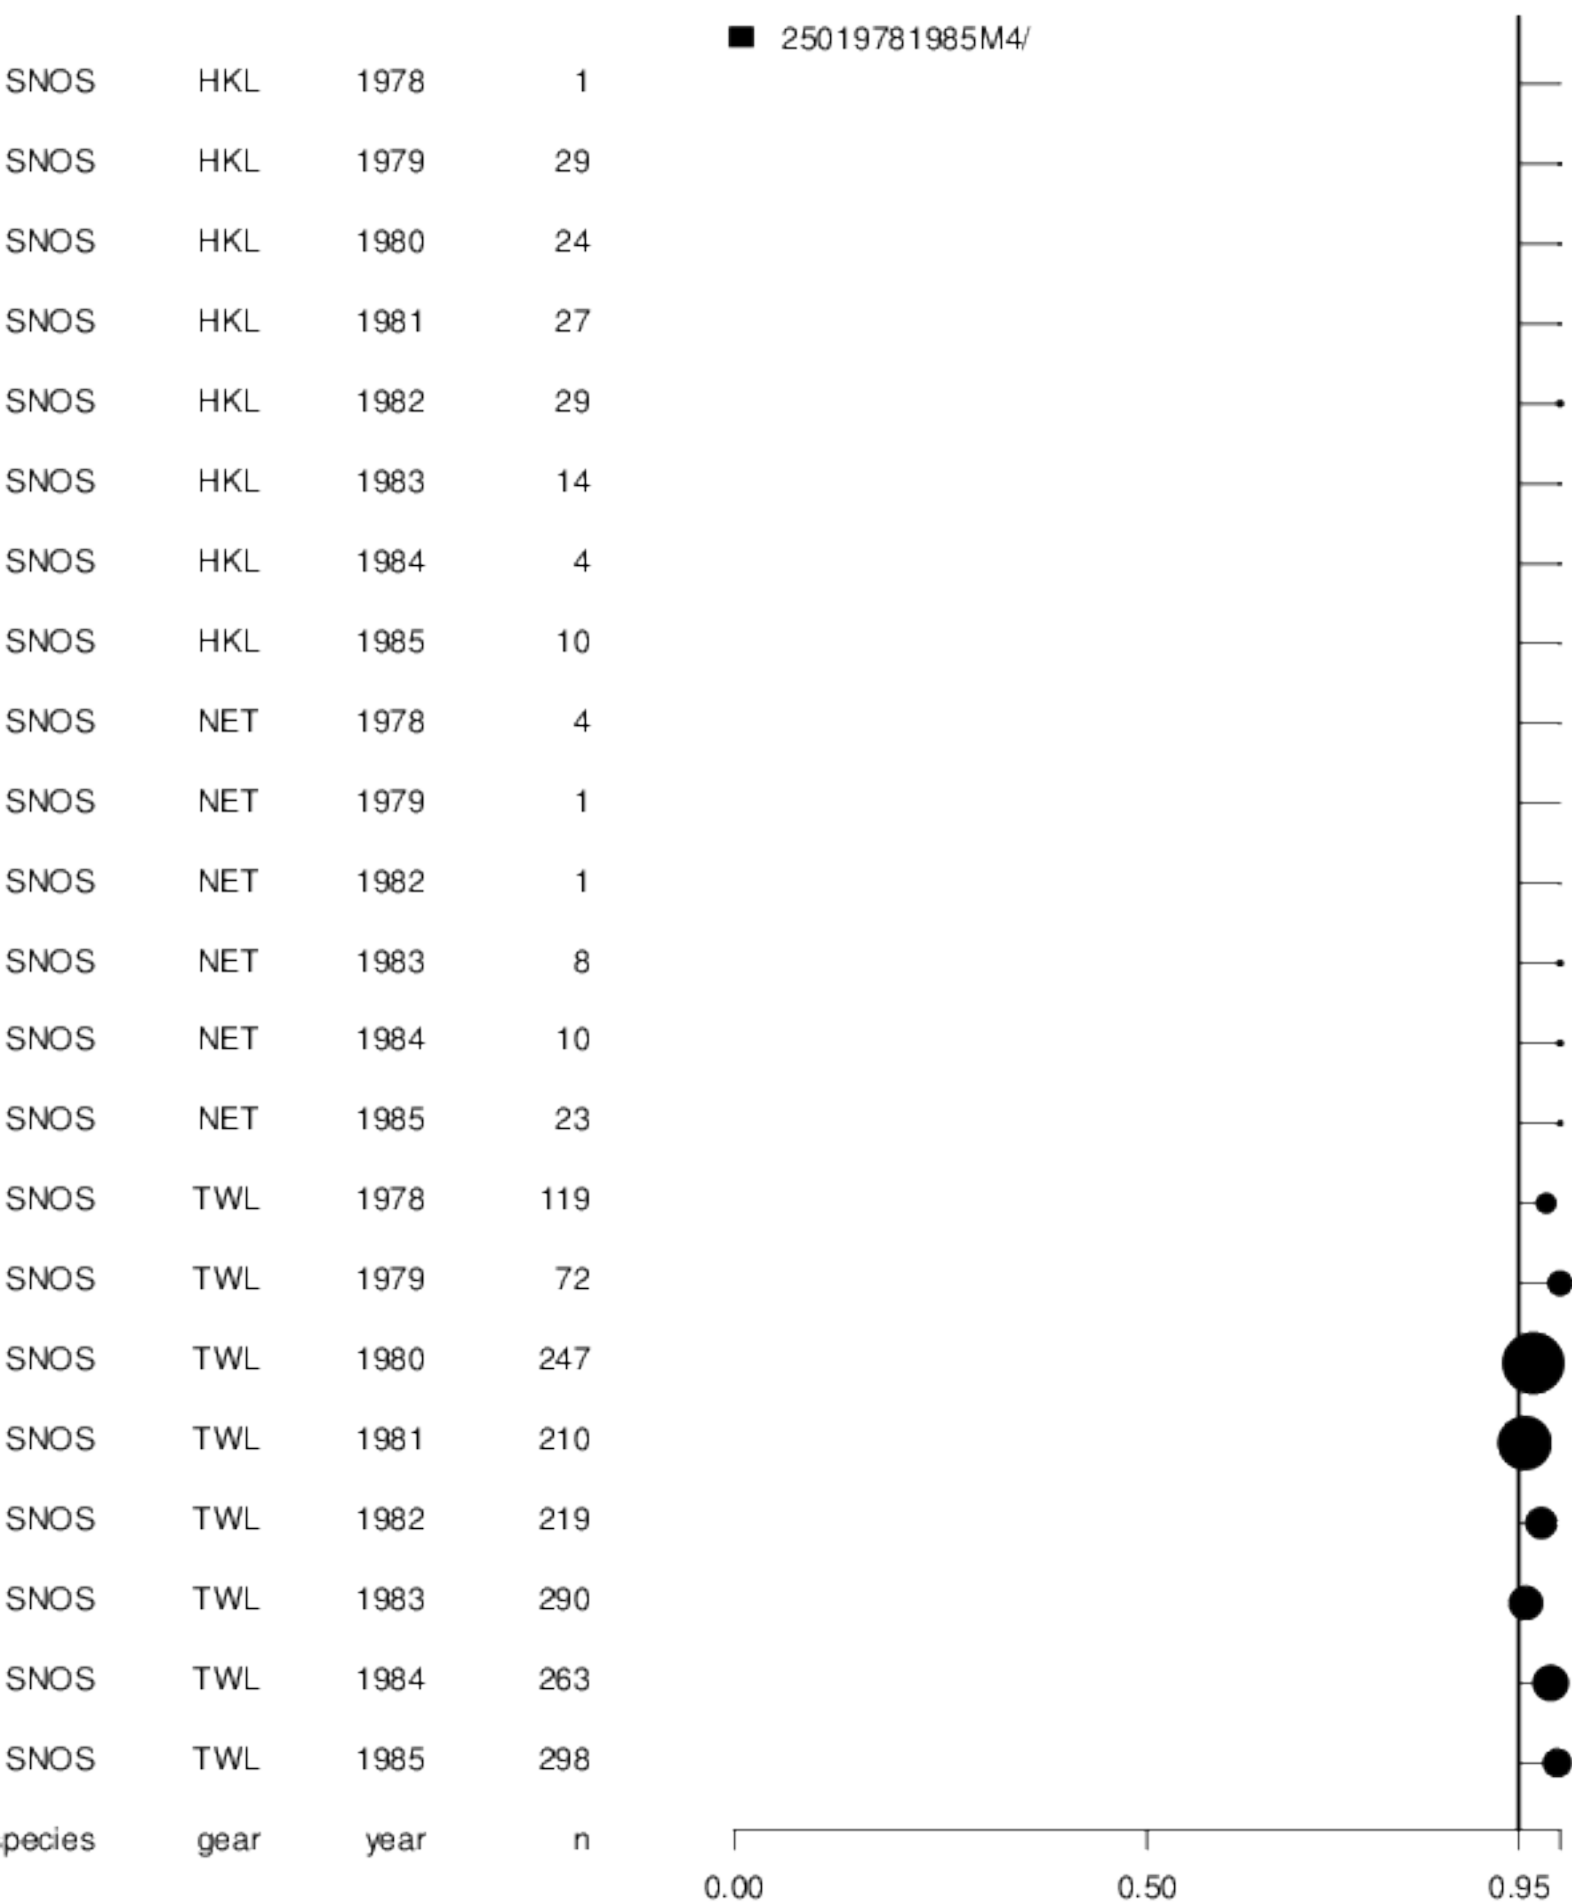 25019781985M4/
SNOS HKL 1978 1
SNOS HKL 1979 29
SNOS HKL 1980 24
SNOS HKL 1981 27
SNOS HKL 1982 29
SNOS HKL 1983 14
SNOS HKL 1984 4
SNOS HKL 1985 10
SNOS NET 1978 4
SNOS NET 1979 1
SNOS NET 1982 1
SNOS NET 1983 8
SNOS NET 1984 10
SNOS NET 1985 23
SNOS TWL 1978 119
SNOS TWL 1979 72
SNOS TWL 1980 247
SNOS TWL 1981 210
SNOS TWL 1982 219
SNOS TWL 1983 290
SNOS TWL 1984 263
SNOS TWL 1985 298
pecies gear year n
0.00 0.50 0.95